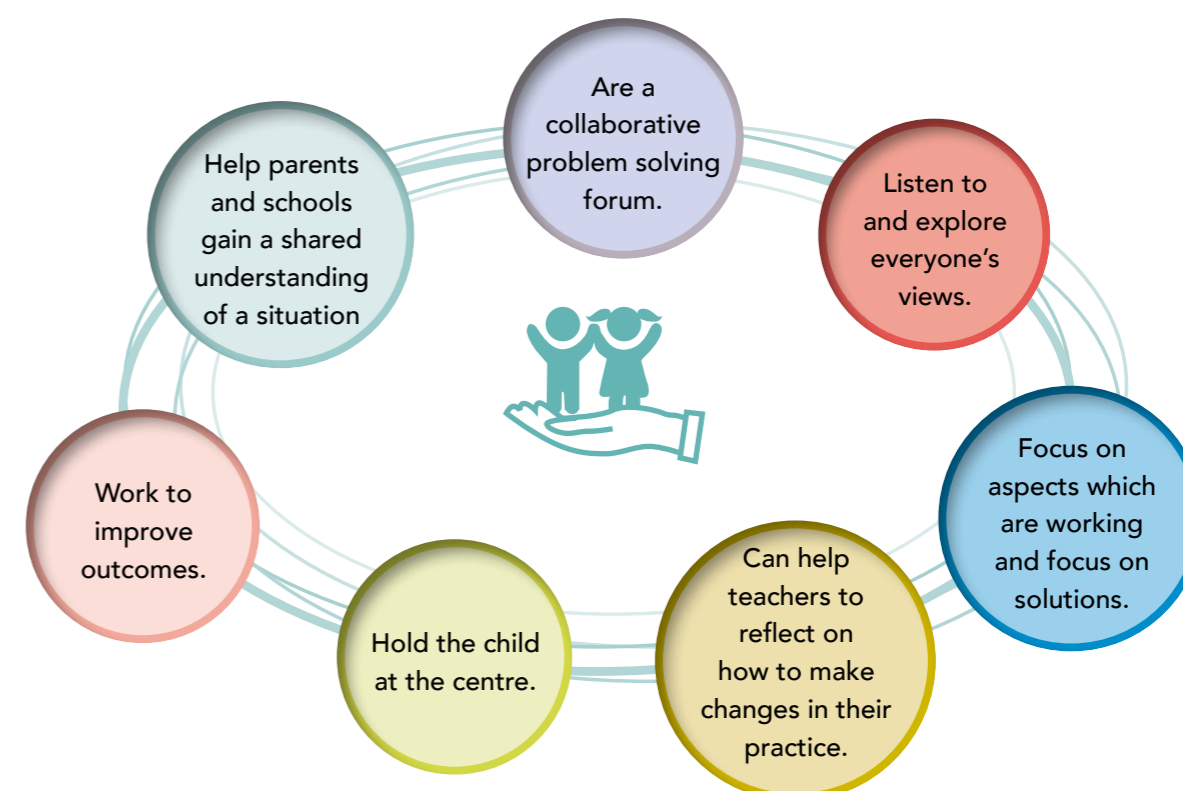 Are a
collaborative
problem solving
forum.
Listen to
and explore
everyone's
views.
Focus on
aspects which
are working
and focus on
solutions.
Can help
teachers to
reflect on
how to make
changes in their
practice.
Hold the child
at the centre.
Work to
improve
outcomes.
Help parents
and schools
gain a shared
understanding
of a situation